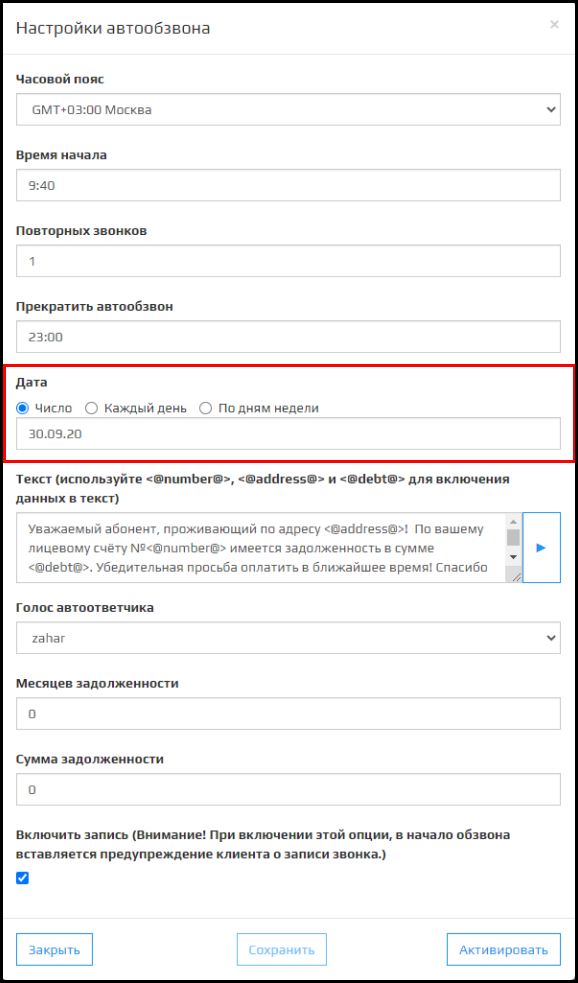 Настройки автообзвона
×
Часовой пояс
GMT+03:00 Москва
Время начала
9:40
Повторных звонков
1
Прекратить автообзвон
23:00
Дата
Число Каждый день По дням недели
30.09.20
Текст (используйте <@number@>, <@address@> и <@debt@> для включения
данных в текст)
Уважаемый абонент, проживающий по адресу <@address@>! По вашему
лицевому счёту №<@number@> имеется задолженность в сумме
<@debt@>. Убедительная просьба оплатить в ближайшее время! Спасибо
Голос автоответчика
zahar
Месяцев задолженности
0
Сумма задолженности
0
Включить запись (Внимание! При включении этой опции, в начало обзвона
вставляется предупреждение клиента о записи звонка.)
Закрыть Сохранить Активировать